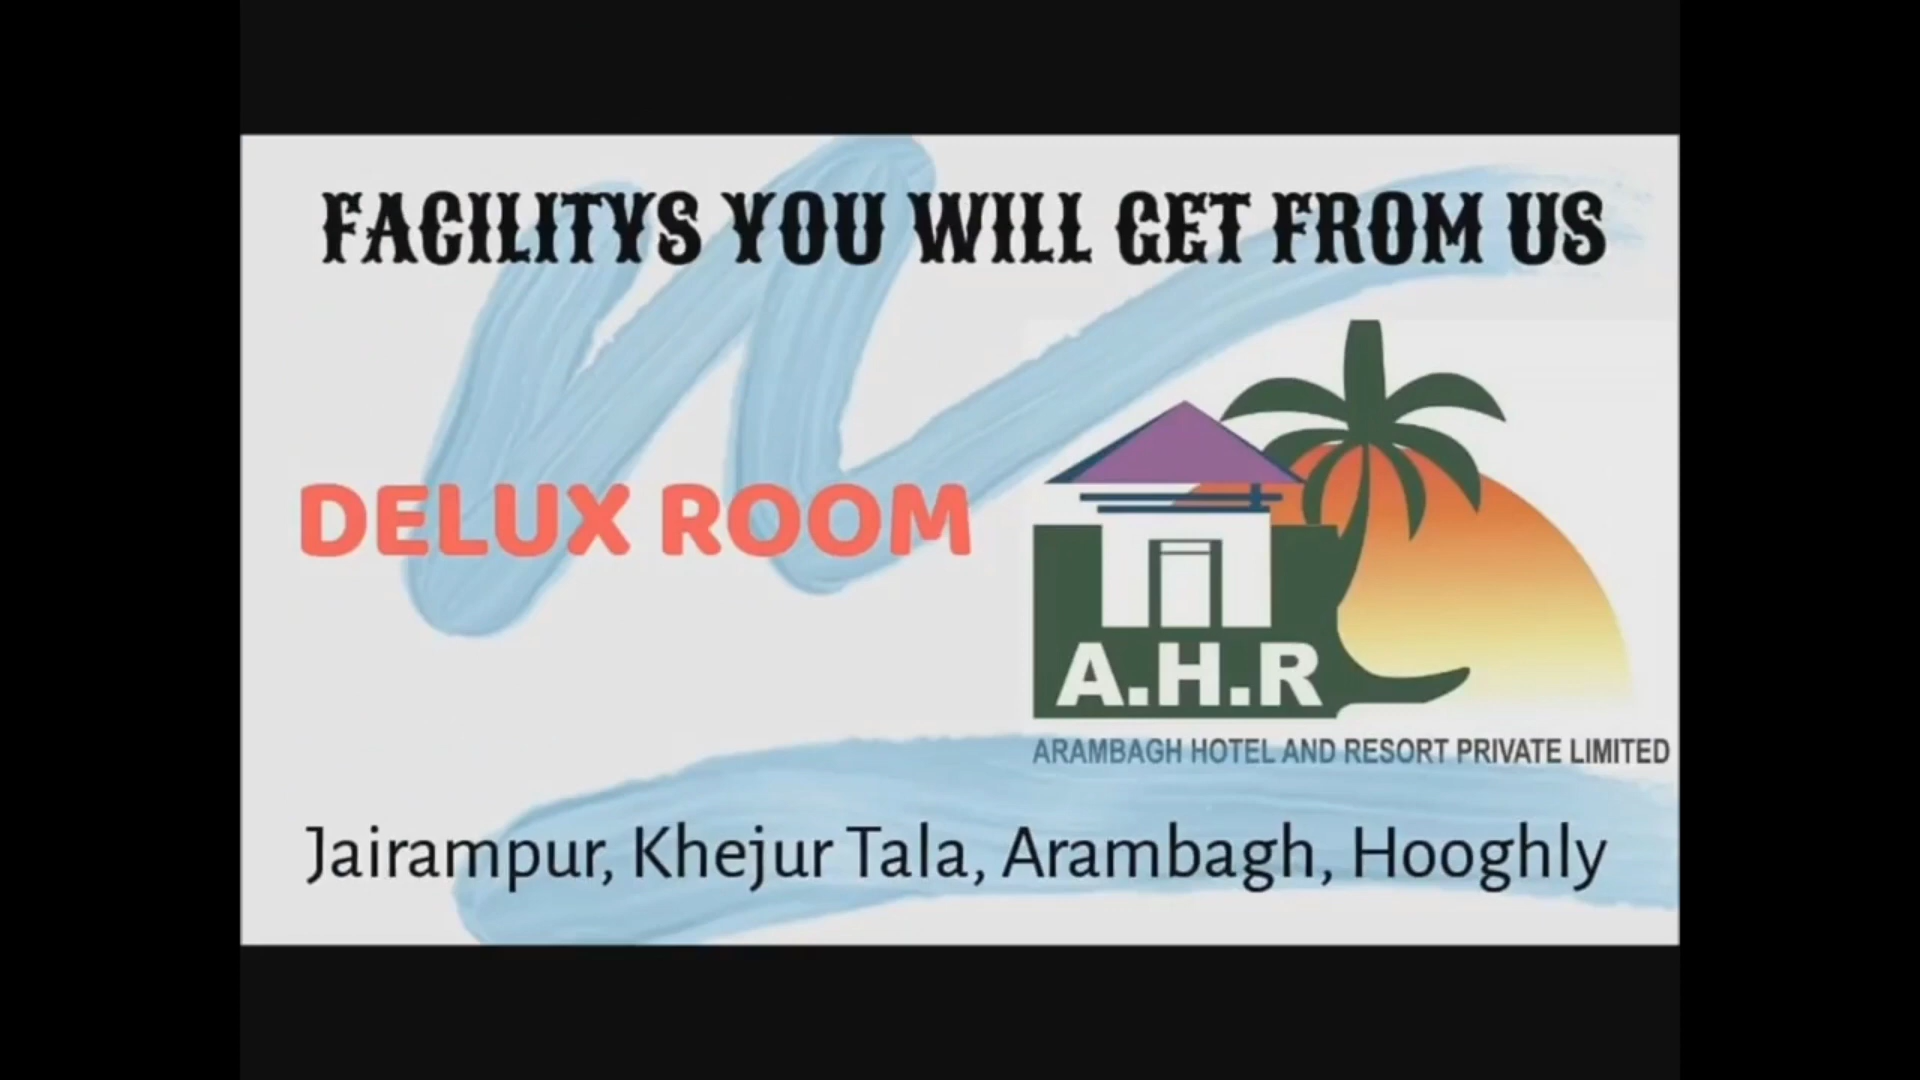 FACILITYS YOU WILL GET FROM US
DELUX ROOM
A.H.R
ARAMBAGH HOTEL AND RESORT PRIVATE LIMITED
Jairampur, Khejur Tala, Arambagh, Hooghly